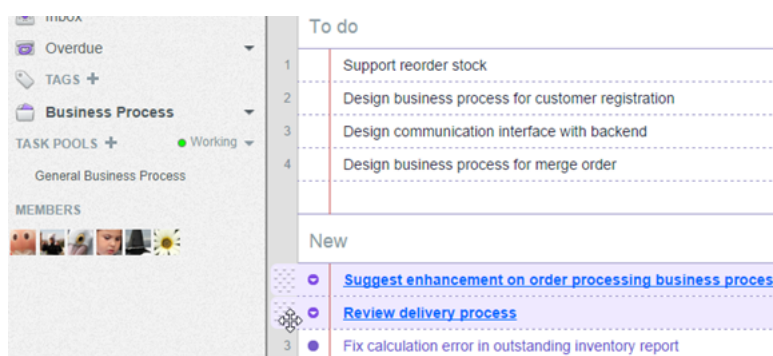 Inbox
Overdue
TAGS +
Business Process
TASK POOLS +
Working
General Business Process
MEMBERS
To do
1 Support reorder stock
2 Design business process for customer registration
3 Design communication interface with backend
4 Design business process for merge order
New
Suggest enhancement on order processing business proces
Review delivery process
3 Fix calculation error in outstanding inventory report